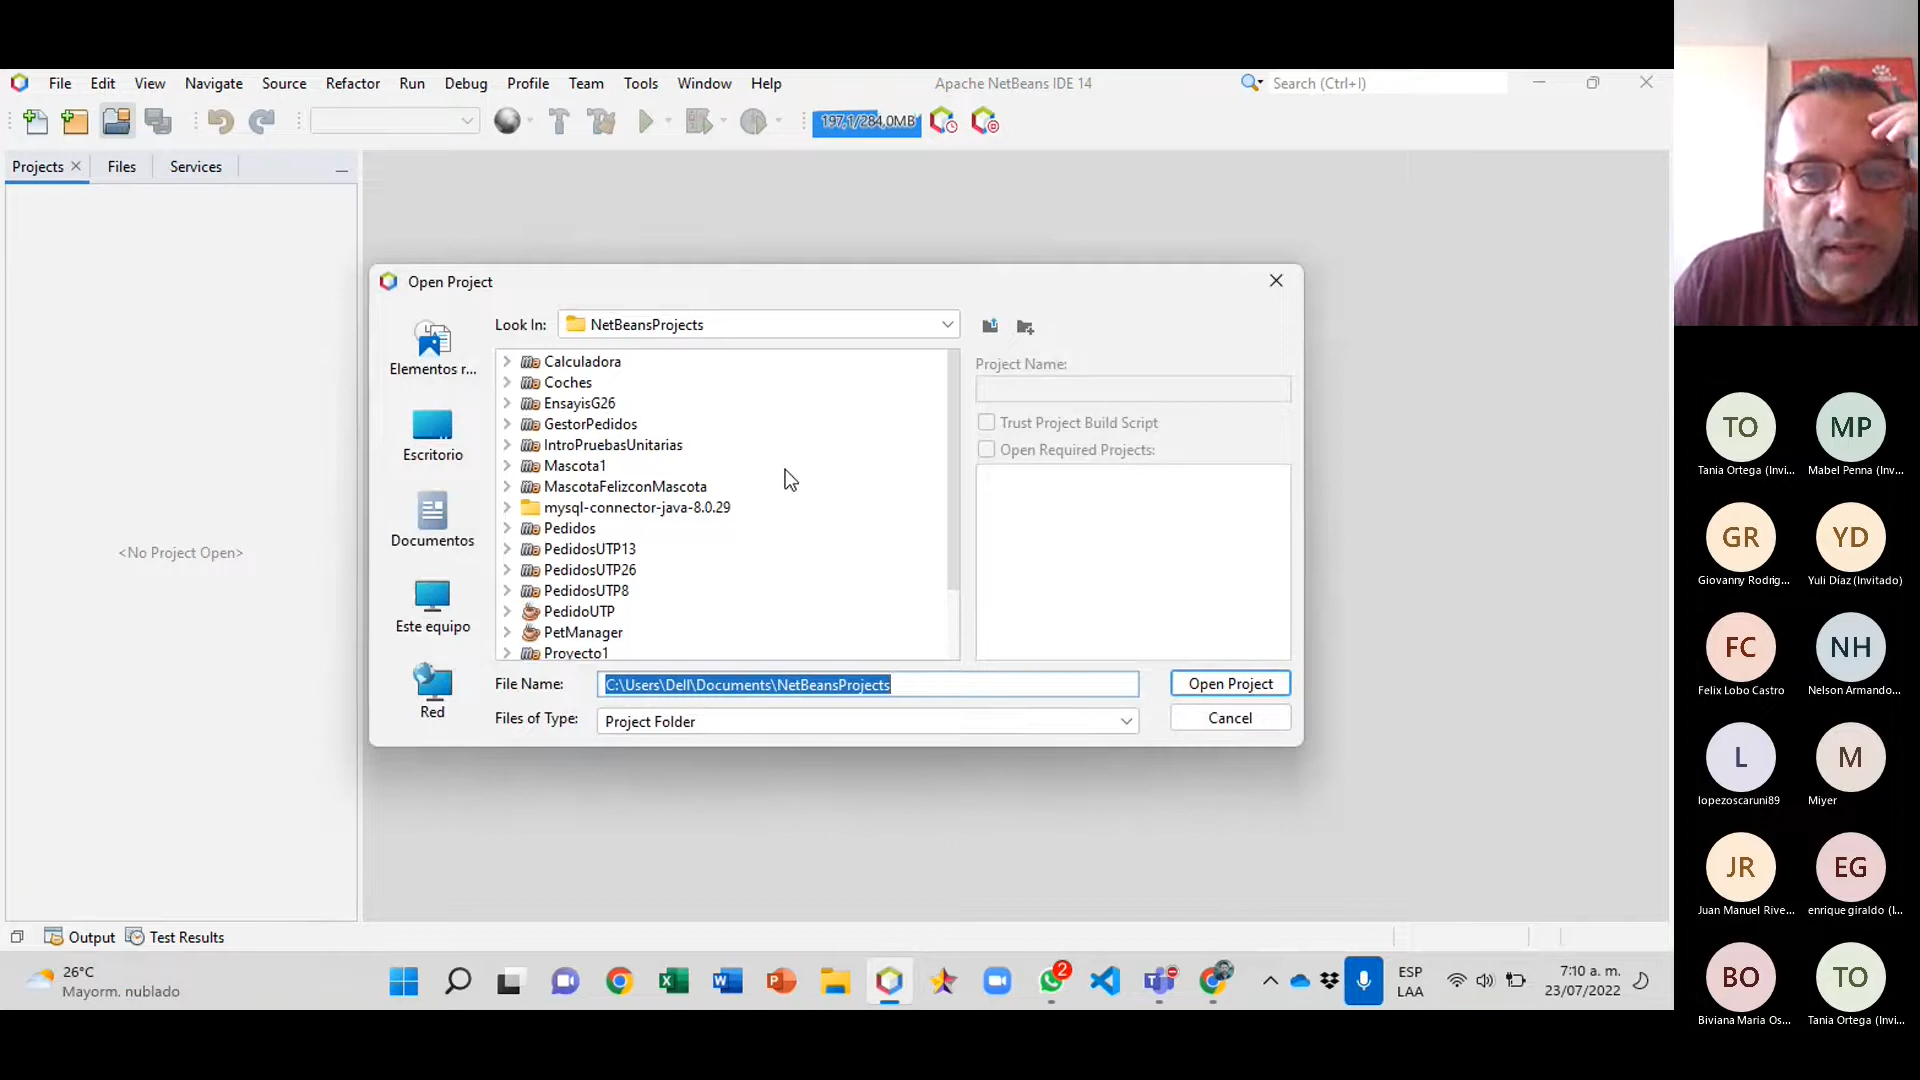 File Edit View Navigate Source Refactor Run Debug Profile Team Tools Window Help
Apache NetBeans IDE 14
Search (Ctrl+I)
197,1/284,0MB
Projects Files Services
<No Project Open>
Open Project
Look In: NetBeansProjects
Elementos r...
Escritorio
Documentos
Este equipo
Red
Calculadora
Coches
EnsayisG26
GestorPedidos
IntroPruebasUnitarias
Mascota1
MascotaFelizconMascota
mysql-connector-java-8.0.29
Pedidos
PedidosUTP13
PedidosUTP26
PedidosUTP8
PedidoUTP
PetManager
Proyecto1
Project Name:
Trust Project Build Script
Open Required Projects:
File Name: C:\Users\Dell\Documents\NetBeansProjects
Open Project
Files of Type: Project Folder
Cancel
Output Test Results
26°C
Mayorm. nublado
2
ESP
LAA
7:10 a. m.
23/07/2022
TO MP
Tania Ortega (Invi... Mabel Penna (Inv...
GR YD
Giovanny Rodrig... Yuli Díaz (Invitado)
FC NH
Felix Lobo Castro Nelson Armando...
L M
lopezoscaruni89 Miyer
JR EG
Juan Manuel Rive... enrique giraldo (I...
BO TO
Biviana Maria Os... Tania Ortega (Invi...